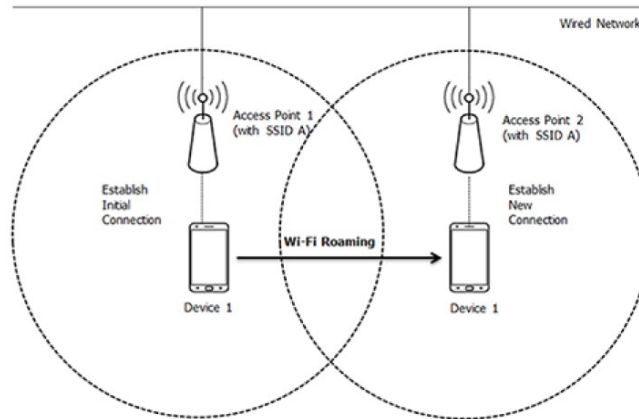 Wired Network
Access Point 1
(with SSID A)
Access Point 2
(with SSID A)
Establish
Initial
Connection
Establish
New
Connection
Wi-Fi Roaming
Device 1
Device 1